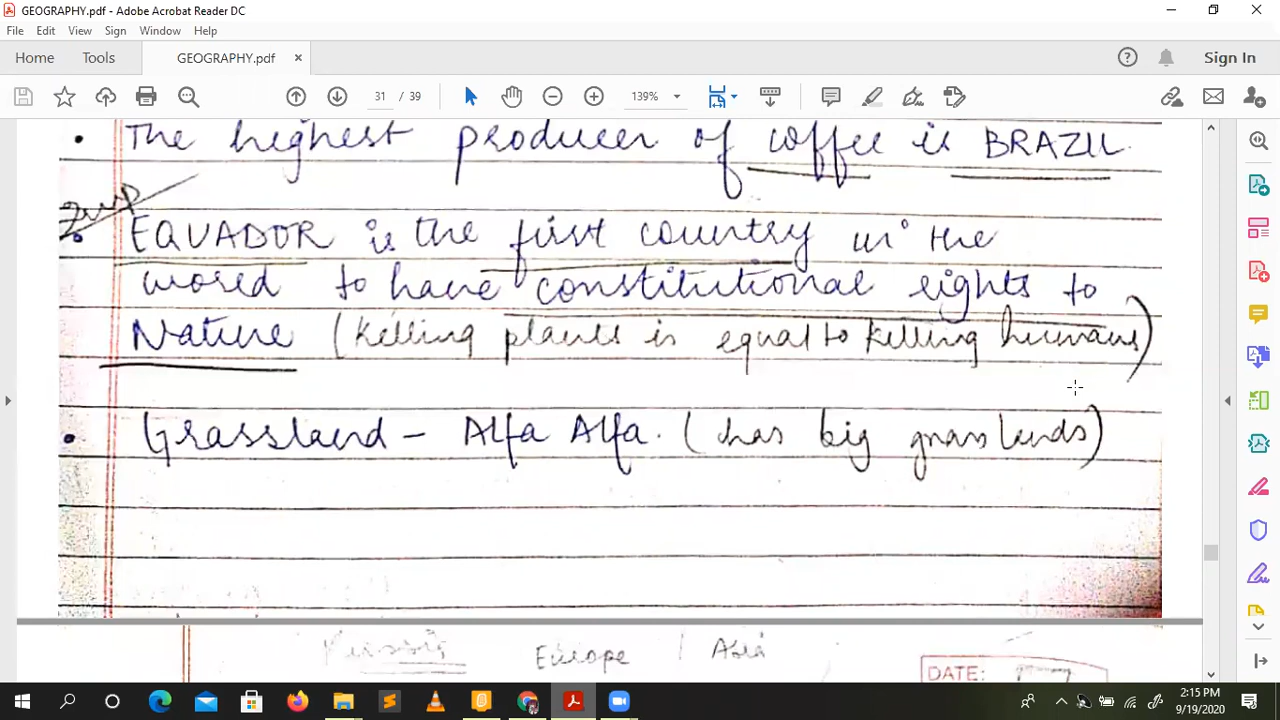 GEOGRAPHY.pdf - Adobe Acrobat Reader DC
File Edit View Sign Window Help
Home Tools GEOGRAPHY.pdf × Sign In
31 / 39 139%
• The highest producer of coffee is BRAZIL.
• EQUADOR is the first country in the
world to have constitutional rights to
Nature (killing plants is equal to killing humans)
• Grassland - Alfa Alfa. (has big grasslands)
Europe | Asia
DATE:
2:15 PM
9/19/2020